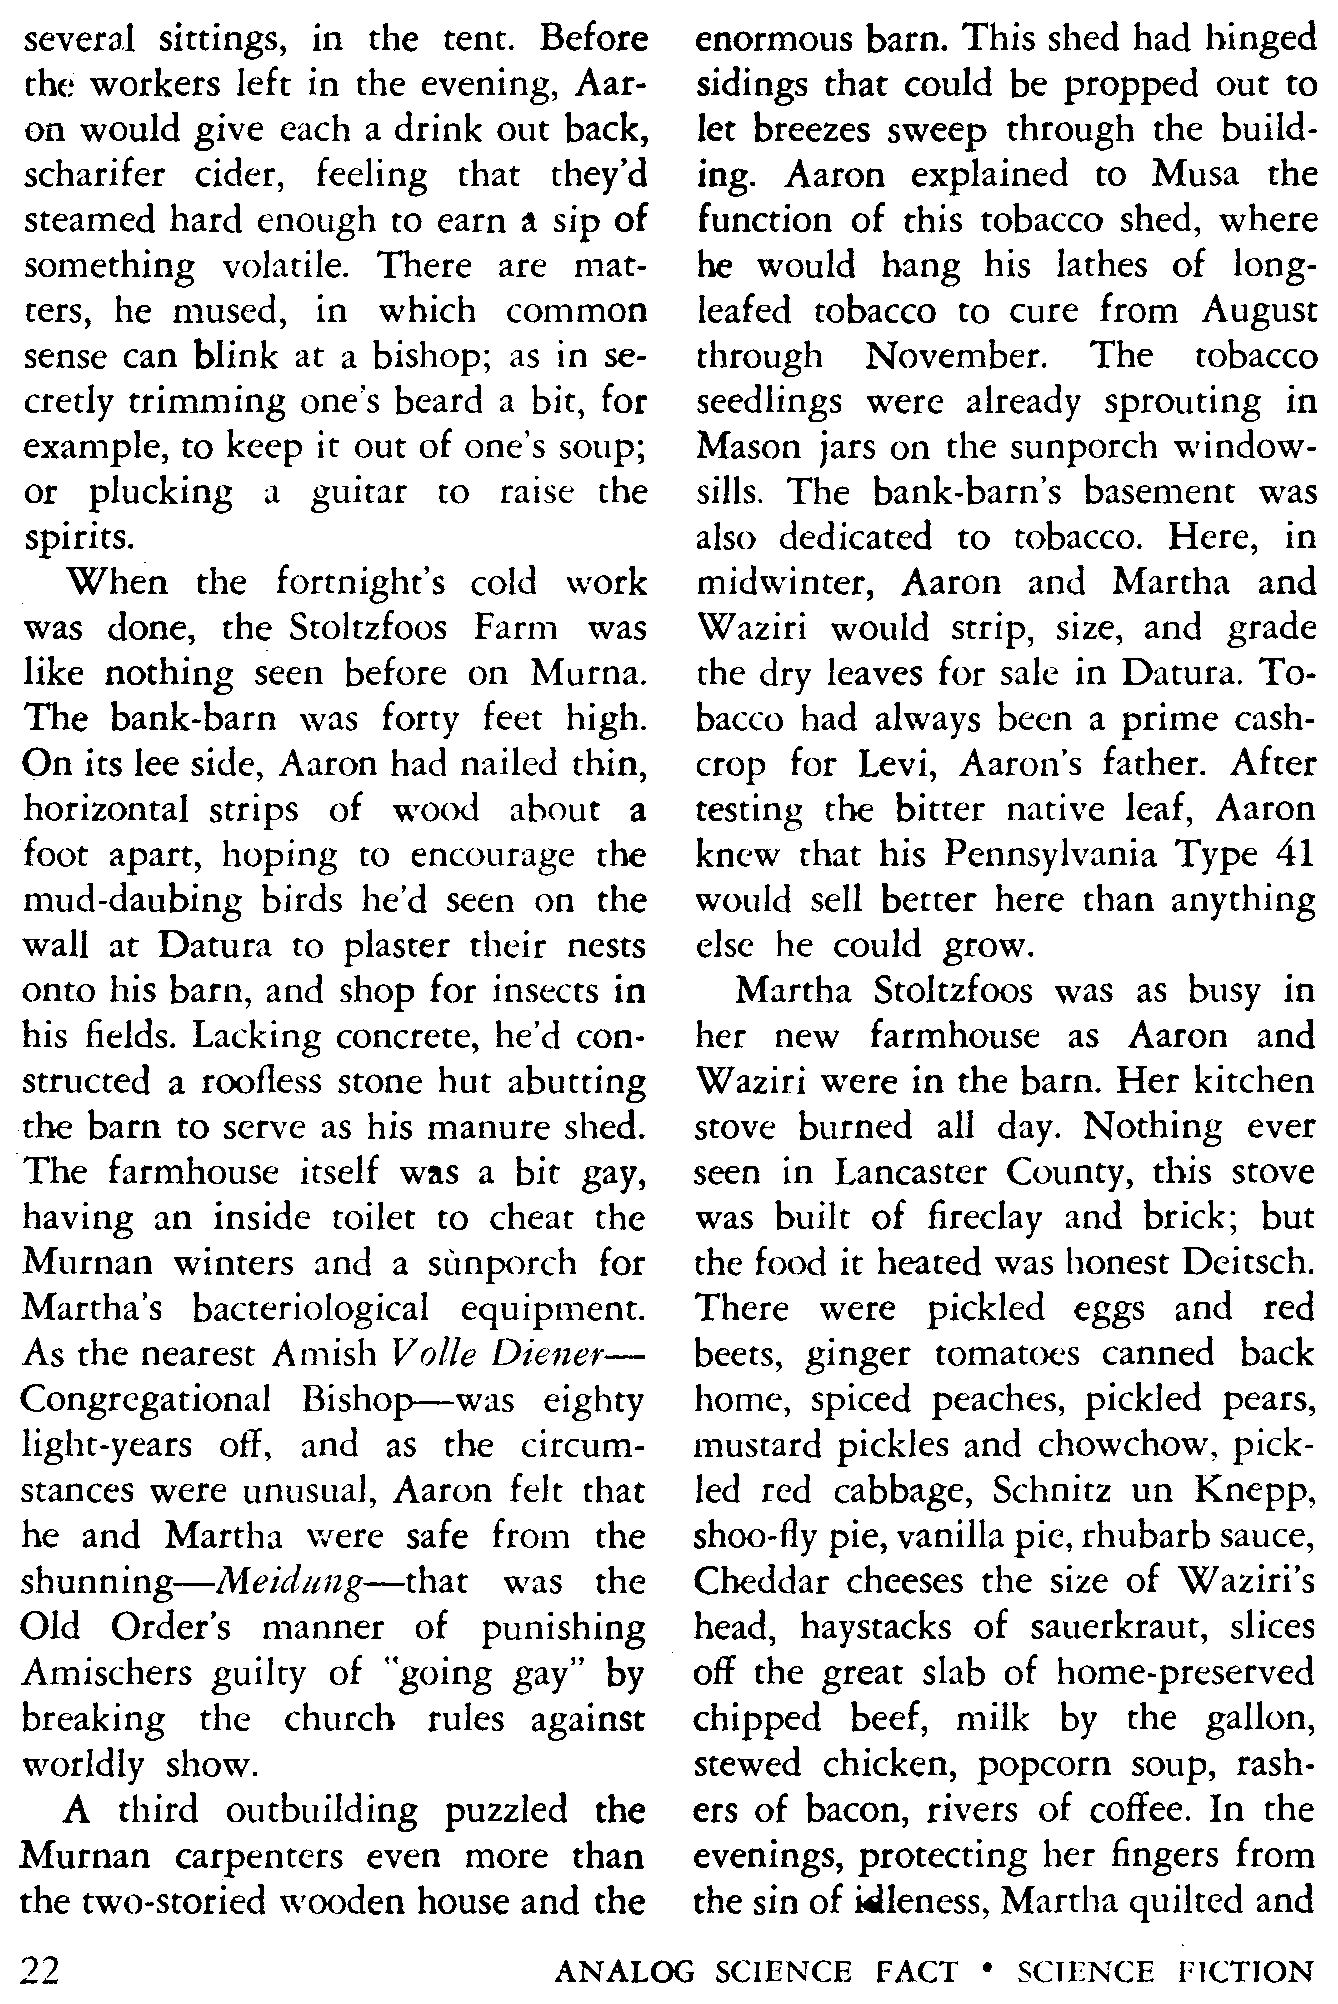 several sittings, in the tent. Before
the workers left in the evening, Aar-
on would give each a drink out back,
scharifer cider, feeling that they'd
steamed hard enough to earn a sip of
something volatile. There are mat-
ters, he mused, in which common
sense can blink at a bishop; as in se-
cretly trimming one's beard a bit, for
example, to keep it out of one's soup;
or plucking a guitar to raise the
spirits.
When the fortnight's cold work
was done, the Stoltzfoos Farm was
like nothing seen before on Murna.
The bank-barn was forty feet high.
On its lee side, Aaron had nailed thin,
horizontal strips of wood about a
foot apart, hoping to encourage the
mud-daubing birds he'd seen on the
wall at Datura to plaster their nests
onto his barn, and shop for insects in
his fields. Lacking concrete, he'd con-
structed a roofless stone hut abutting
the barn to serve as his manure shed.
The farmhouse itself was a bit gay,
having an inside toilet to cheat the
Murnan winters and a sunporch for
Martha's bacteriological equipment.
As the nearest Amish Volle Diener—
Congregational Bishop—was eighty
light-years off, and as the circum-
stances were unusual, Aaron felt that
he and Martha were safe from the
shunning—Meidung—that was the
Old Order's manner of punishing
Amischers guilty of "going gay" by
breaking the church rules against
worldly show.
A third outbuilding puzzled the
Murnan carpenters even more than
the two-storied wooden house and the
enormous barn. This shed had hinged
sidings that could be propped out to
let breezes sweep through the build-
ing. Aaron explained to Musa the
function of this tobacco shed, where
he would hang his lathes of long-
leafed tobacco to cure from August
through November. The tobacco
seedlings were already sprouting in
Mason jars on the sunporch window-
sills. The bank-barn's basement was
also dedicated to tobacco. Here, in
midwinter, Aaron and Martha and
Waziri would strip, size, and grade
the dry leaves for sale in Datura. To-
bacco had always been a prime cash-
crop for Levi, Aaron's father. After
testing the bitter native leaf, Aaron
knew that his Pennsylvania Type 41
would sell better here than anything
else he could grow.
Martha Stoltzfoos was as busy in
her new farmhouse as Aaron and
Waziri were in the barn. Her kitchen
stove burned all day. Nothing ever
seen in Lancaster County, this stove
was built of fireclay and brick; but
the food it heated was honest Deitsch.
There were pickled eggs and red
beets, ginger tomatoes canned back
home, spiced peaches, pickled pears,
mustard pickles and chowchow, pick-
led red cabbage, Schnitz un Knepp,
shoo-fly pie, vanilla pie, rhubarb sauce,
Cheddar cheeses the size of Waziri's
head, haystacks of sauerkraut, slices
off the great slab of home-preserved
chipped beef, milk by the gallon,
stewed chicken, popcorn soup, rash-
ers of bacon, rivers of coffee. In the
evenings, protecting her fingers from
the sin of idleness, Martha quilted and
22
ANALOG SCIENCE FACT • SCIENCE FICTION